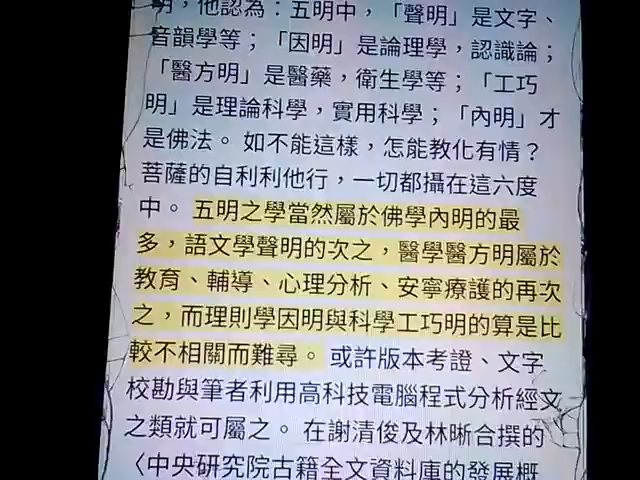 明，他認為：五明中，「聲明」是文字、
音韻學等；「因明」是論理學，認識論；
「醫方明」是醫藥，衛生學等；「工巧
明」是理論科學，實用科學；「內明」才
是佛法。 如不能這樣，怎能教化有情？
菩薩的自利利他行，一切都攝在這六度
中。 五明之學當然屬於佛學內明的最
多，語文學聲明的次之，醫學醫方明屬於
教育、輔導、心理分析、安寧療護的再次
之，而理則學因明與科學工巧明的算是比
較不相關而難尋。 或許版本考證、文字
校勘與筆者利用高科技電腦程式分析經文
之類就可屬之。 在謝清俊及林晰合撰的
〈中央研究院古籍全文資料庫的發展概